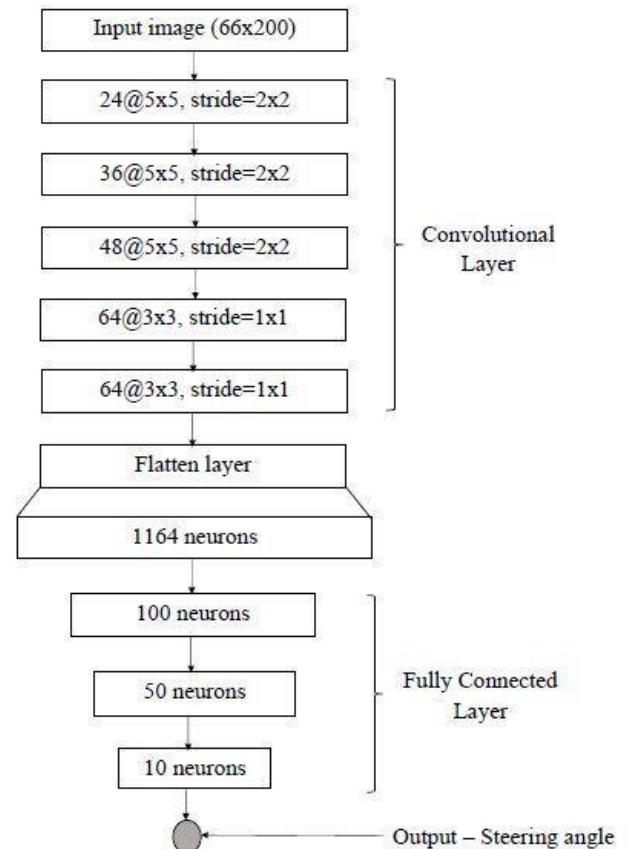 Input image (66x200)
24@5x5, stride=2x2
36@5x5, stride=2x2
48@5x5, stride=2x2
64@3x3, stride=1x1
64@3x3, stride=1x1
Convolutional
Layer
Flatten layer
1164 neurons
100 neurons
50 neurons
10 neurons
Fully Connected
Layer
Output – Steering angle